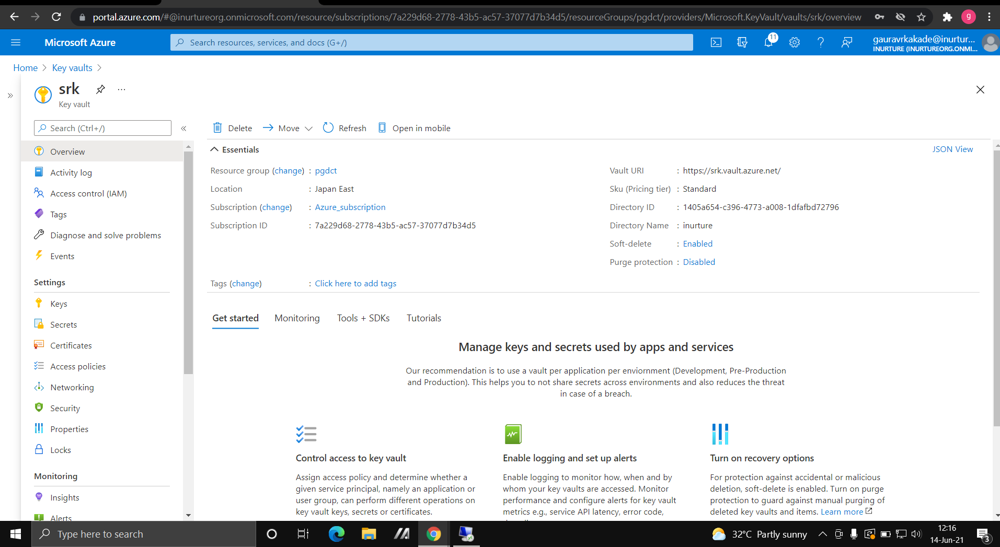 portal.azure.com/#@inurtureorg.onmicrosoft.com/resource/subscriptions/7a229d68-2778-43b5-ac57-37077d7b34d5/resourceGroups/pgdct/providers/Microsoft.KeyVault/vaults/srk/overview
g
Microsoft Azure
Search resources, services, and docs (G+/)
11
gauravrkakade@inurtur...
INURTURE (INURTUREORG.ONMI...
Home > Key vaults >
srk
...
Key vault
Search (Ctrl+/)
Overview
Activity log
Access control (IAM)
Tags
Diagnose and solve problems
Events
Settings
Keys
Secrets
Certificates
Access policies
Networking
Security
Properties
Locks
Monitoring
Insights
Alerts
Delete
Move
Refresh
Open in mobile
Essentials
JSON View
Resource group (change) : pgdct
Location : Japan East
Subscription (change) : Azure_subscription
Subscription ID : 7a229d68-2778-43b5-ac57-37077d7b34d5
Vault URI : https://srk.vault.azure.net/
Sku (Pricing tier) : Standard
Directory ID : 1405a654-c396-4773-a008-1dfafbd72796
Directory Name : inurture
Soft-delete : Enabled
Purge protection : Disabled
Tags (change) : Click here to add tags
Get started
Monitoring
Tools + SDKs
Tutorials
Manage keys and secrets used by apps and services
Our recommendation is to use a vault per application per enviornment (Development, Pre-Production
and Production). This helps you to not share secrets across environments and also reduces the threat
in case of a breach.
Control access to key vault
Assign access policy and determine whether a
given service principal, namely an application or
user group, can perform different operations on
key vault keys, secrets or certificates.
Enable logging and set up alerts
Enable logging to monitor how, when and by
whom your key vaults are accessed. Monitor
performance and configure alerts for key vault
metrics e.g., service API latency, error code,
Turn on recovery options
For protection against accidental or malicious
deletion, soft-delete is enabled. Turn on purge
protection to guard against manual purging of
deleted key vaults and items. Learn more
Type here to search
32°C Partly sunny
12:16
14-Jun-21
3